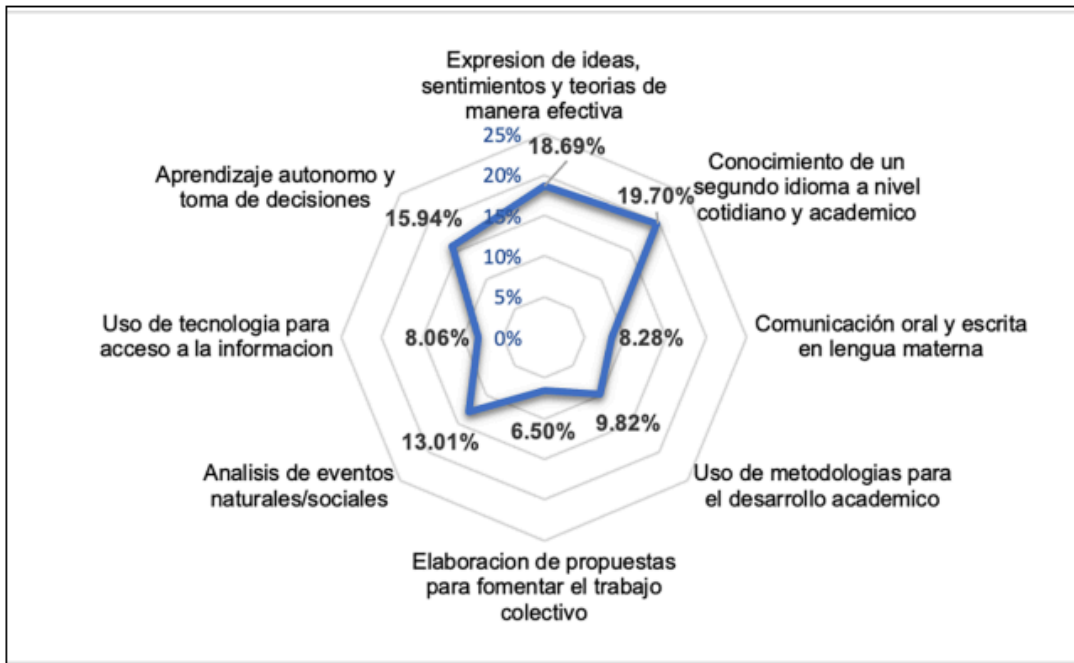 Expresion de ideas,
sentimientos y teorias de
manera efectiva
25%
18.69%
20%
15%
10%
5%
0%
Conocimiento de un
segundo idioma a nivel
cotidiano y academico
19.70%
Comunicación oral y escrita
en lengua materna
8.28%
Uso de metodologias para
el desarrollo academico
9.82%
Elaboracion de propuestas
para fomentar el trabajo
colectivo
6.50%
Analisis de eventos
naturales/sociales
13.01%
Uso de tecnologia para
acceso a la informacion
8.06%
Aprendizaje autonomo y
toma de decisiones
15.94%